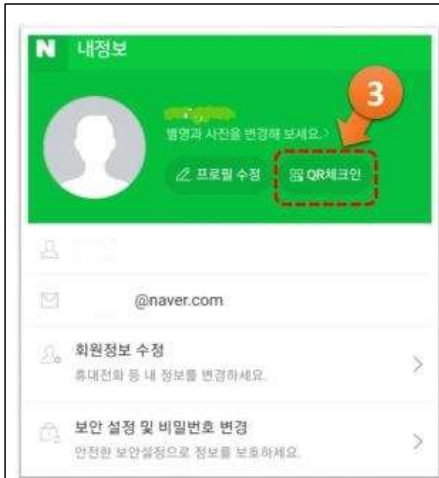 N 내정보
3
별명과 사진을 변경해 보세요.>
프로필 수정 QR체크인
@naver.com
회원정보 수정
휴대전화 등 내 정보를 변경하세요.
보안 설정 및 비밀번호 변경
안전한 보안설정으로 정보를 보호하세요.